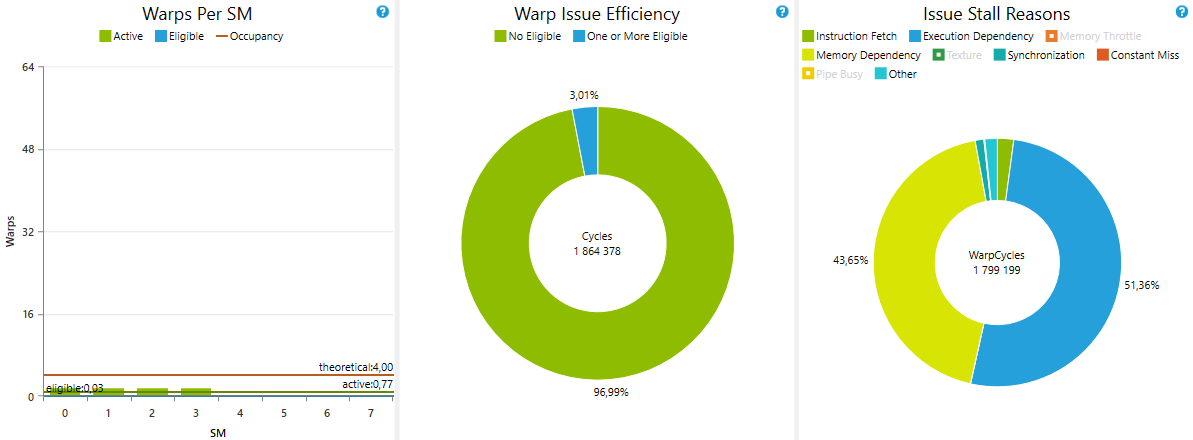 Warps Per SM
Active Eligible Occupancy
64
48
32
16
0
Warps
theoretical:4,00
eligible:0,03
active:0,77
0 1 2 3 4 5 6 7
SM
Warp Issue Efficiency
No Eligible One or More Eligible
3,01%
Cycles
1 864 378
96,99%
Issue Stall Reasons
Instruction Fetch Execution Dependency Memory Throttle
Memory Dependency Texture Synchronization Constant Miss
Pipe Busy Other
43,65%
WarpCycles
1 799 199
51,36%